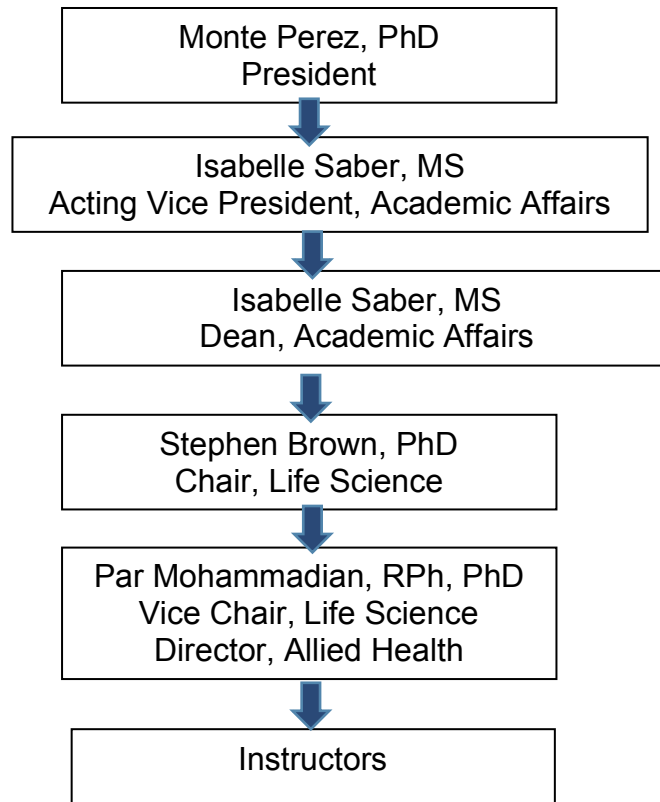 Monte Perez, PhD
President
Isabelle Saber, MS
Acting Vice President, Academic Affairs
Isabelle Saber, MS
Dean, Academic Affairs
Stephen Brown, PhD
Chair, Life Science
Par Mohammadian, RPh, PhD
Vice Chair, Life Science
Director, Allied Health
Instructors